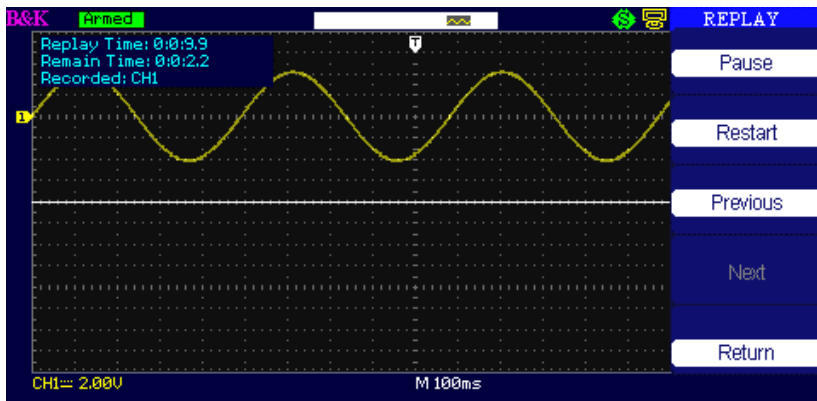 B&K Armed S REPLAY
Replay Time: 0:0:9.9
Remain Time: 0:0:2.2
Recorded: CH1
T
1
Pause
Restart
Previous
Next
Return
CH1 2.00V M 100ms